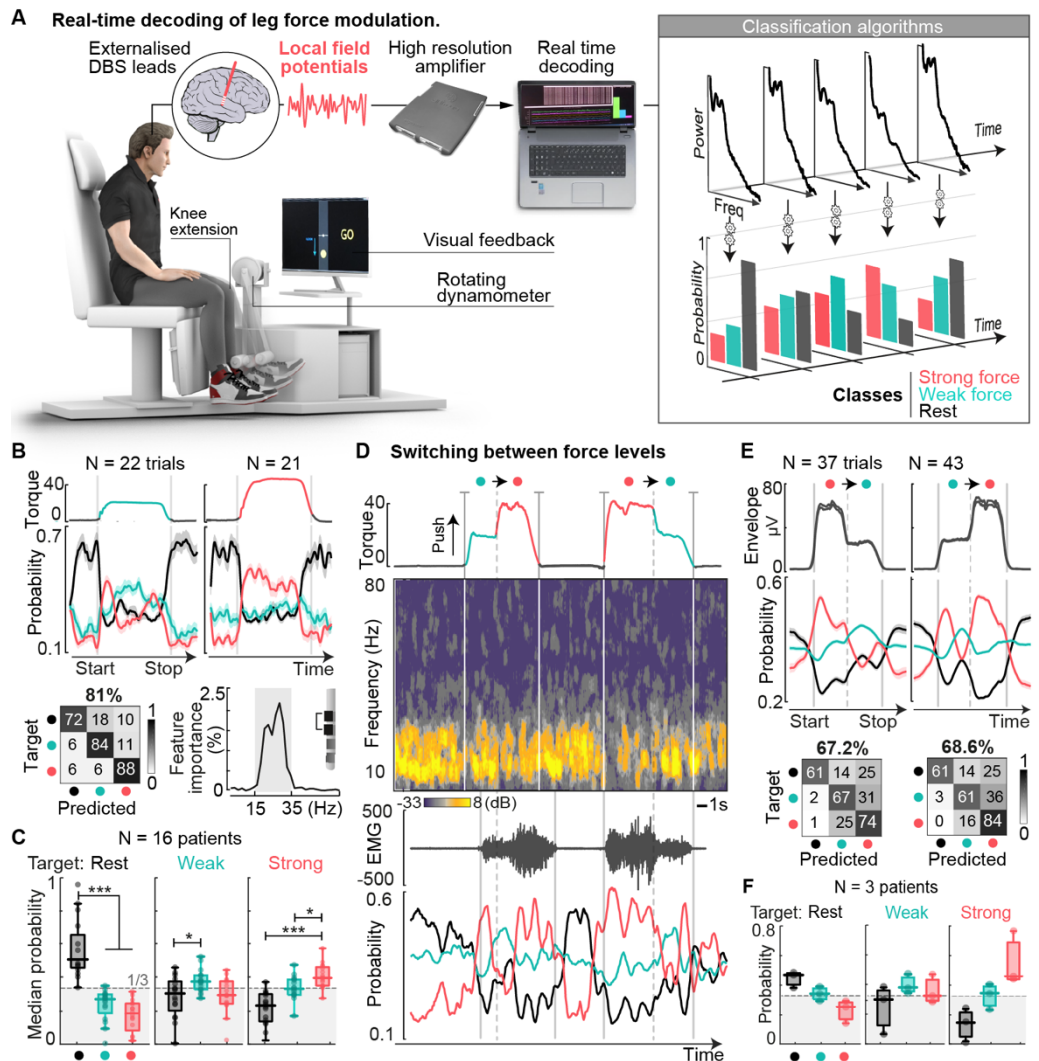 A Real-time decoding of leg force modulation.
Externalised
DBS leads
Local field
potentials
High resolution
amplifier
Real time
decoding
Knee
extension
GO
Visual feedback
Rotating
dynamometer
Classification algorithms
Power
Time
Freq
1
Probability
0
Time
Classes
Strong force
Weak force
Rest
B
N = 22 trials
N = 21
40
Torque
0
0.7
Probability
0.1
Start
Stop
Time
81%
Target
72 18 10
6 84 11
6 6 88
1
0
Predicted
2.5
Feature
importance
(%)
0
15 35 (Hz)
C
N = 16 patients
Target: Rest
Weak
Strong
1
Median probability
0
***
1/3
*
*
***
D Switching between force levels
40
Torque
0
Push
80
Frequency (Hz)
10
-33 8 (dB)
1s
500
EMG
-500
0.6
Probability
0.1
Time
E
N = 37 trials
N = 43
80
Envelope
µV
0
0.6
Probability
0.2
Start
Stop
Time
67.2%
68.6%
Target
61 14 25
2 67 31
1 25 74
Predicted
61 14 25
3 61 36
0 16 84
1
0
Predicted
F
N = 3 patients
Target: Rest
Weak
Strong
0.8
Probability
0